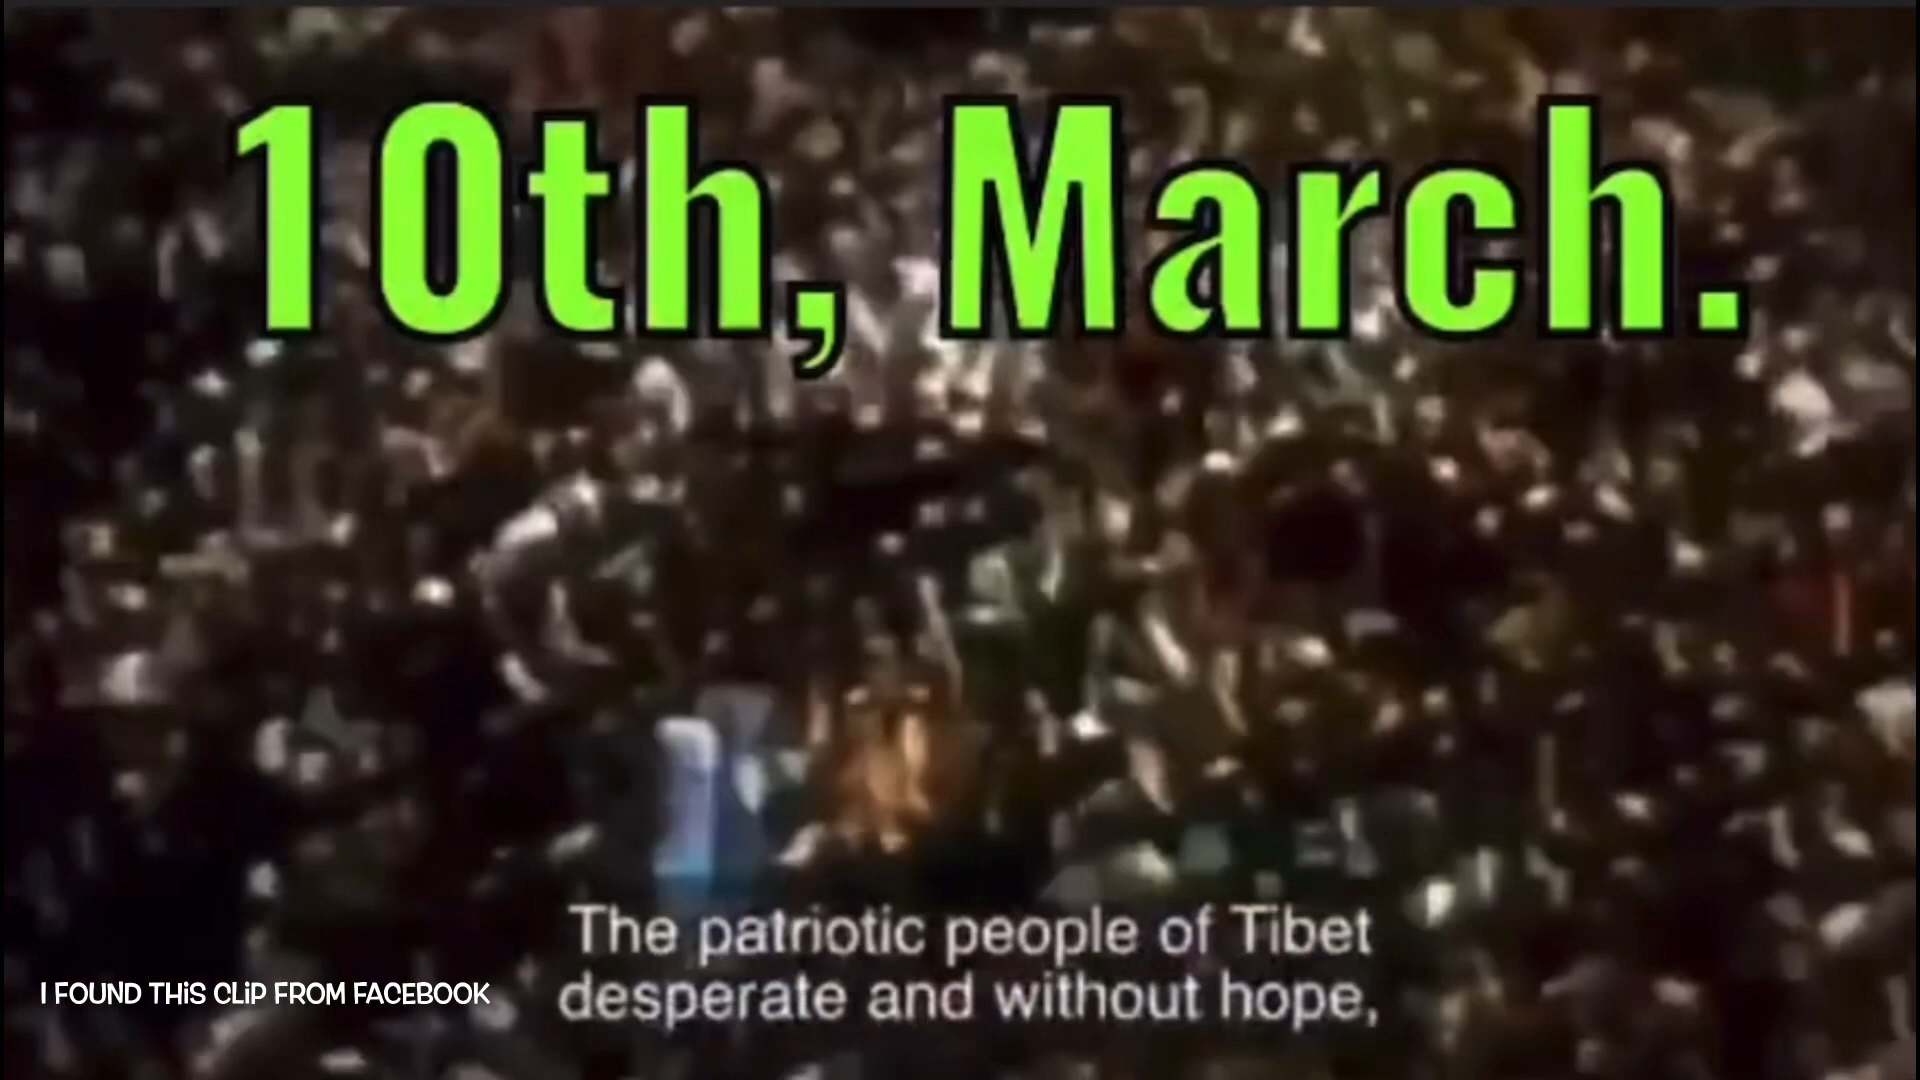 10th, March.
The patriotic people of Tibet
desperate and without hope,
I FOUND THIS CLIP FROM FACEBOOK